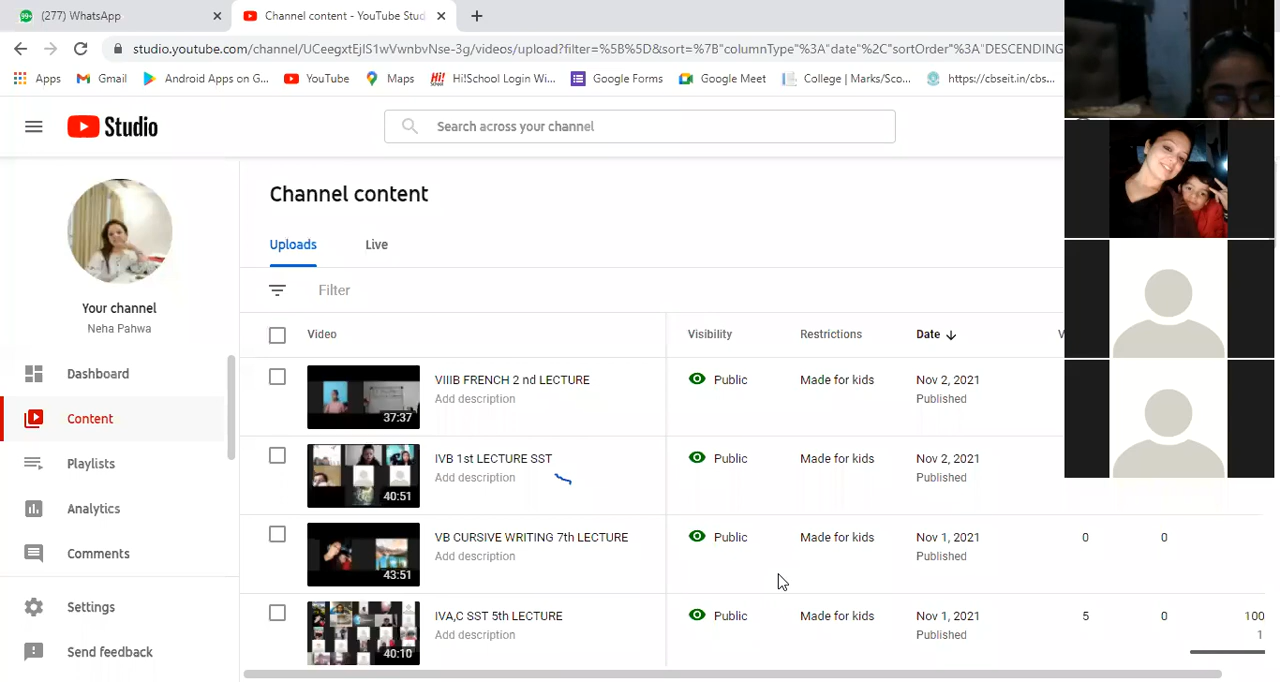 99+ (277) WhatsApp
Channel content - YouTube Stud
studio.youtube.com/channel/UCeegxtEjIS1wVwnbvNse-3g/videos/upload?filter=%5B%5D&sort=%7B"columnType"%3A"date"%2C"sortOrder"%3A"DESCENDING
Apps Gmail Android Apps on G... YouTube Maps Hi! Hi!School Login Wi... Google Forms Google Meet College | Marks/Sco... https://cbseit.in/cbs...
Studio
Search across your channel
Channel content
Uploads Live
Your channel
Neha Pahwa
Filter
Video Visibility Restrictions Date V
Dashboard
Content
Playlists
Analytics
Comments
Settings
Send feedback
37:37 VIIIB FRENCH 2 nd LECTURE Public Made for kids Nov 2, 2021
Add description Published
40:51 IVB 1st LECTURE SST Public Made for kids Nov 2, 2021
Add description Published
43:51 VB CURSIVE WRITING 7th LECTURE Public Made for kids Nov 1, 2021 0 0
Add description Published
40:10 IVA,C SST 5th LECTURE Public Made for kids Nov 1, 2021 5 0 100
Add description Published 1